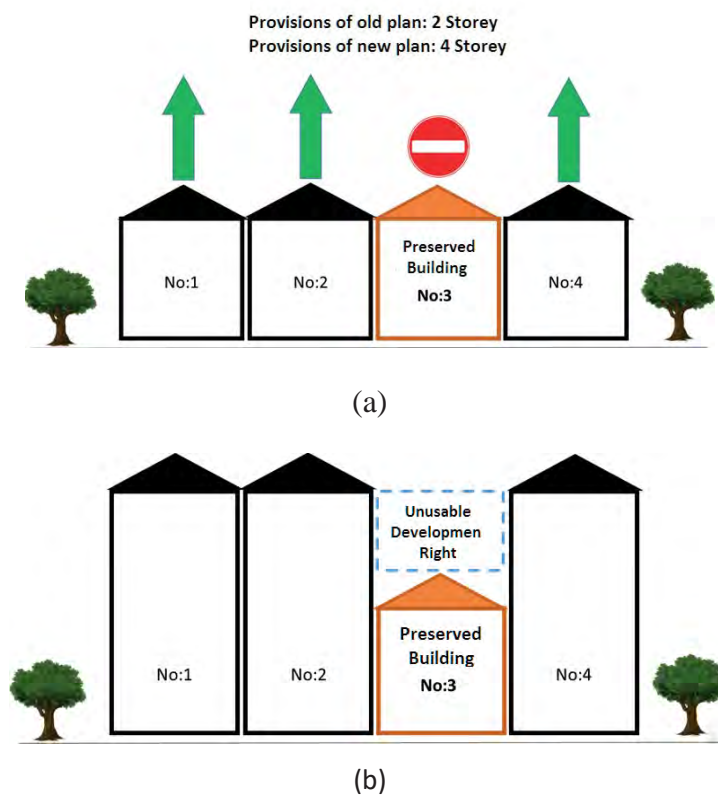 Provisions of old plan: 2 Storey
Provisions of new plan: 4 Storey
No:1
No:2
Preserved
Building
No:3
No:4
(a)
Unusable
Developmen
Right
No:1
No:2
Preserved
Building
No:3
No:4
(b)